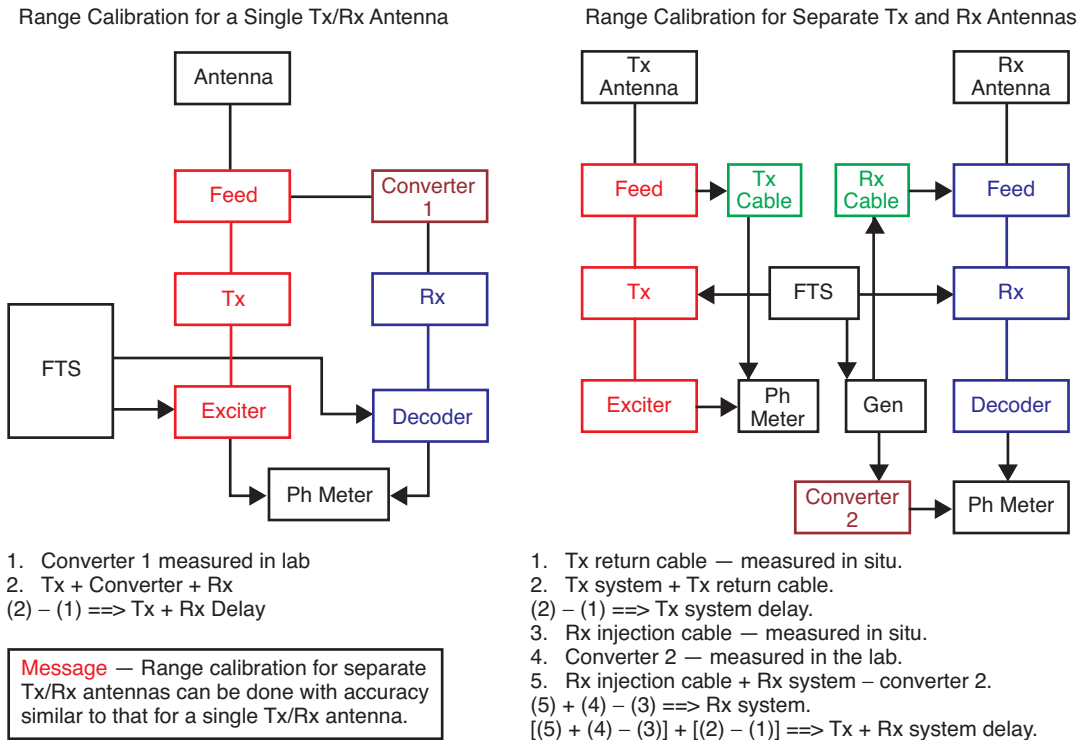 Range Calibration for a Single Tx/Rx Antenna
Antenna
Feed
Converter
1
Tx
Rx
FTS
Exciter
Decoder
Ph Meter
1. Converter 1 measured in lab
2. Tx + Converter + Rx
(2) – (1) ==> Tx + Rx Delay
Message — Range calibration for separate
Tx/Rx antennas can be done with accuracy
similar to that for a single Tx/Rx antenna.
Range Calibration for Separate Tx and Rx Antennas
Tx
Antenna
Rx
Antenna
Feed
Tx
Cable
Rx
Cable
Feed
Tx
FTS
Rx
Exciter
Ph
Meter
Gen
Decoder
Converter
2
Ph Meter
1. Tx return cable — measured in situ.
2. Tx system + Tx return cable.
(2) – (1) ==> Tx system delay.
3. Rx injection cable — measured in situ.
4. Converter 2 — measured in the lab.
5. Rx injection cable + Rx system – converter 2.
(5) + (4) – (3) ==> Rx system.
[(5) + (4) – (3)] + [(2) – (1)] ==> Tx + Rx system delay.